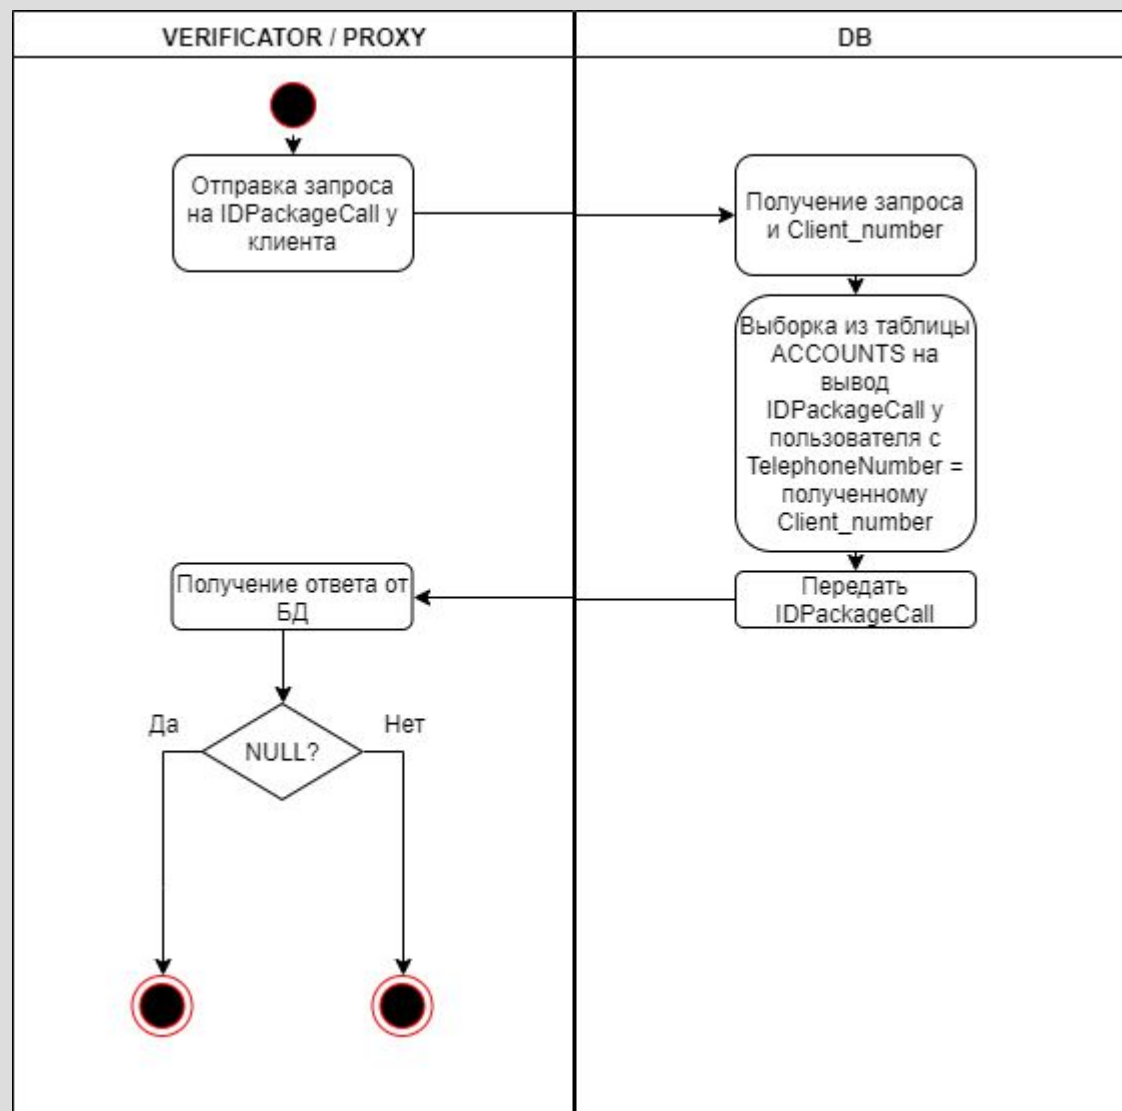 VERIFICATOR / PROXY
DB
Отправка запроса
на IDPackageCall у
клиента
Получение запроса
и Client_number
Выборка из таблицы
ACCOUNTS на
вывод
IDPackageCall у
пользователя с
TelephoneNumber =
полученному
Client_number
Передать
IDPackageCall
Получение ответа от
БД
Да
Нет
NULL?